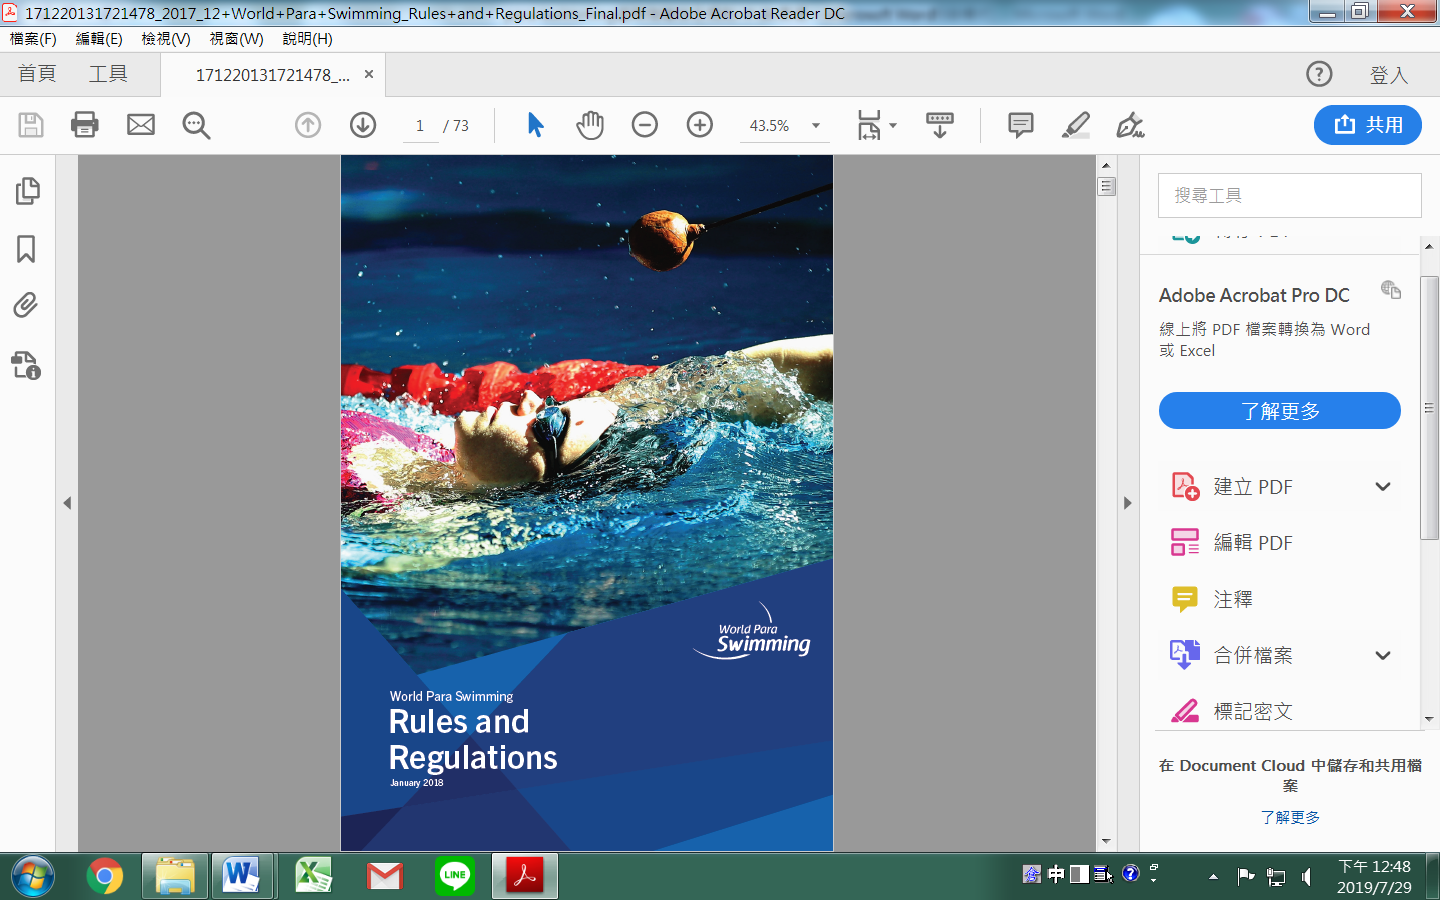 171220131721478_2017_12+World+Para+Swimming_Rules+and+Regulations_Final.pdf - Adobe Acrobat Reader DC
檔案(F) 編輯(E) 檢視(V) 視窗(W) 說明(H)
首頁 工具 171220131721478_... × 登入
1 / 73 43.5% 共用
搜尋工具
Adobe Acrobat Pro DC
線上將 PDF 檔案轉換為 Word
或 Excel
了解更多
建立 PDF
編輯 PDF
注釋
合併檔案
標記密文
在 Document Cloud 中儲存和共用檔
案
了解更多
World Para
Swimming
World Para Swimming
Rules and
Regulations
January 2018
LINE
中
下午 12:48
2019/7/29